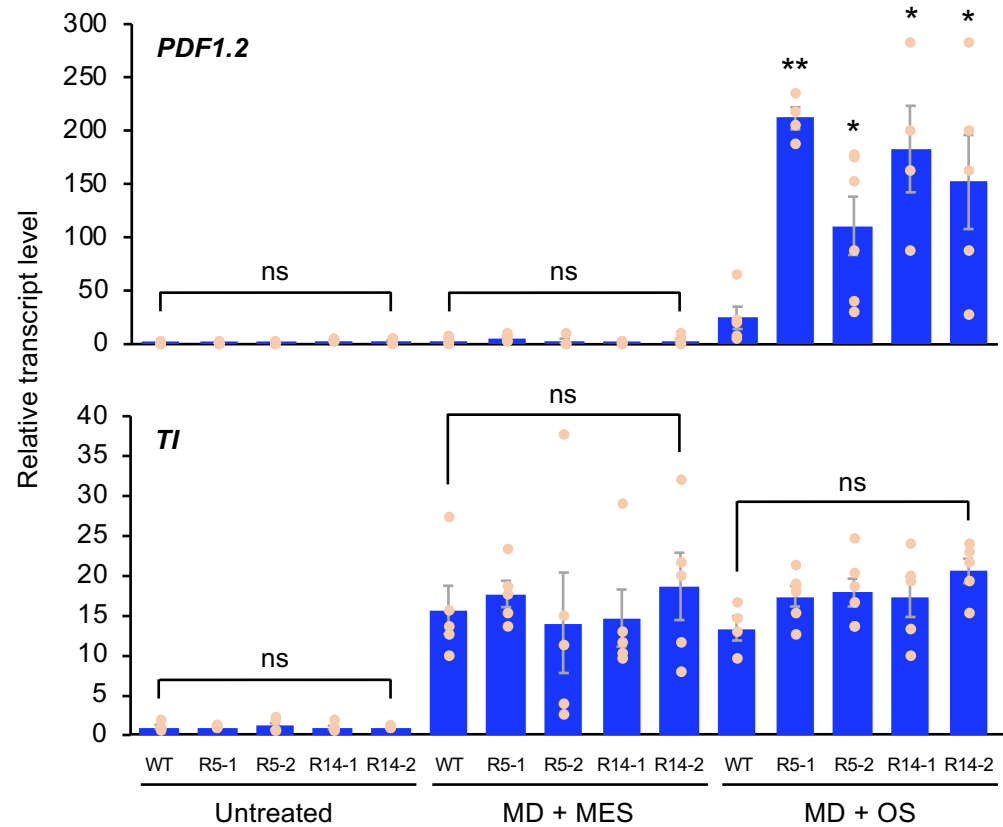 Relative transcript level
PDF1.2
300
250
200
150
100
50
0
ns
ns
**
*
*
*
TI
40
35
30
25
20
15
10
5
0
ns
ns
ns
WT R5-1 R5-2 R14-1 R14-2 WT R5-1 R5-2 R14-1 R14-2 WT R5-1 R5-2 R14-1 R14-2
Untreated MD + MES MD + OS